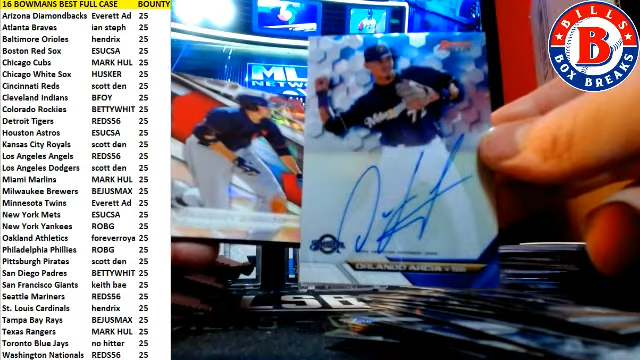 16 BOWMANS BEST FULL CASE BOUNTY
Arizona Diamondbacks Everett Ad 25
Atlanta Braves ian steph 25
Baltimore Orioles hendrix 25
Boston Red Sox ESUCSA 25
Chicago Cubs MARK HUL 25
Chicago White Sox HUSKER 25
Cincinnati Reds scott den 25
Cleveland Indians BFOY 25
Colorado Rockies BETTYWHIT 25
Detroit Tigers REDS56 25
Houston Astros ESUCSA 25
Kansas City Royals scott den 25
Los Angeles Angels REDS56 25
Los Angeles Dodgers scott den 25
Miami Marlins MARK HUL 25
Milwaukee Brewers BEJUSMAX 25
Minnesota Twins Everett Ad 25
New York Mets ESUCSA 25
New York Yankees ROBG 25
Oakland Athletics foreverroya 25
Philadelphia Phillies ROBG 25
Pittsburgh Pirates scott den 25
San Diego Padres BETTYWHIT 25
San Francisco Giants keith bae 25
Seattle Mariners REDS56 25
St. Louis Cardinals hendrix 25
Tampa Bay Rays BEJUSMAX 25
Texas Rangers MARK HUL 25
Toronto Blue Jays no hitter 25
Washington Nationals REDS56 25
BILLS
B
BOX BREAKS
MLB
NETWORK
ORLANDO ARCIA • SS